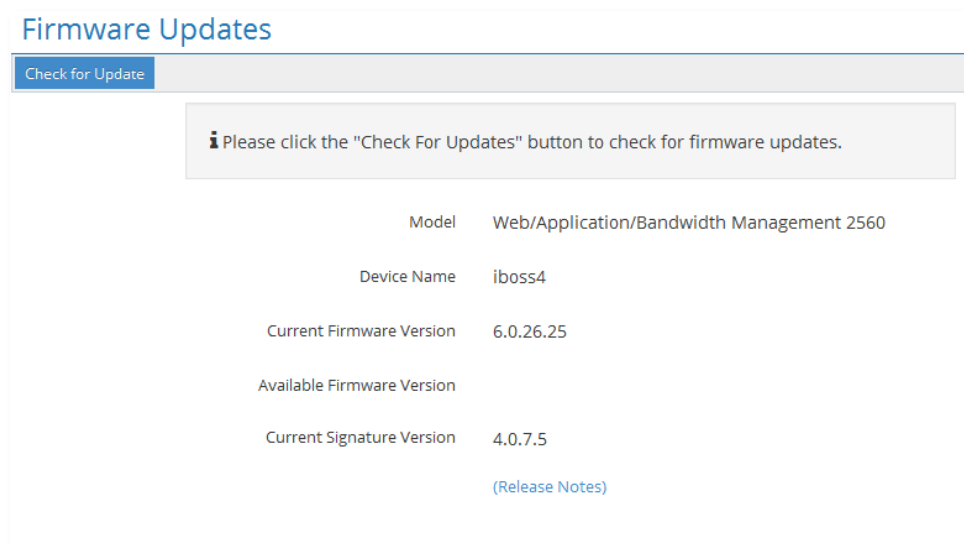 Firmware Updates
Check for Update
Please click the "Check For Updates" button to check for firmware updates.
Model Web/Application/Bandwidth Management 2560
Device Name iboss4
Current Firmware Version 6.0.26.25
Available Firmware Version
Current Signature Version 4.0.7.5
(Release Notes)